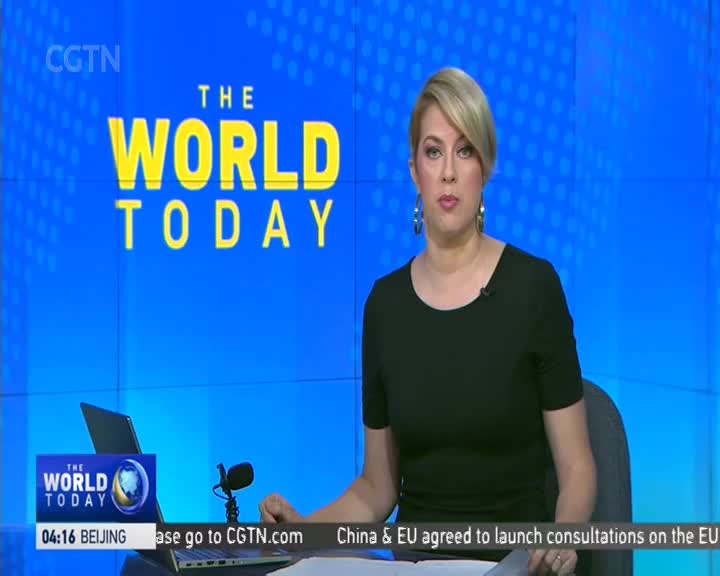 CGTN
THE
WORLD
TODAY
THE
WORLD
TODAY
04:16 BEIJING
ase go to CGTN.com China & EU agreed to launch consultations on the EU